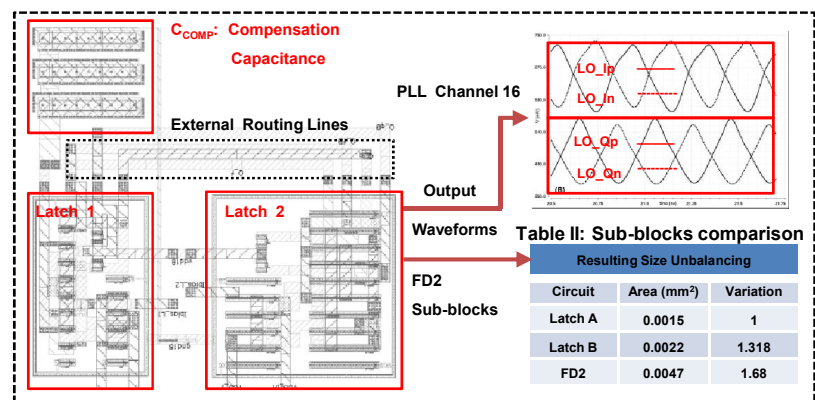 C_COMP: Compensation
Capacitance
External Routing Lines
Latch 1
Latch 2
PLL Channel 16
LO_Ip
LO_In
LO_Qp
LO_Qn
(B)
Output
Waveforms
FD2
Sub-blocks
Table II: Sub-blocks comparison
Resulting Size Unbalancing
Circuit Area (mm²) Variation
Latch A 0.0015 1
Latch B 0.0022 1.318
FD2 0.0047 1.68